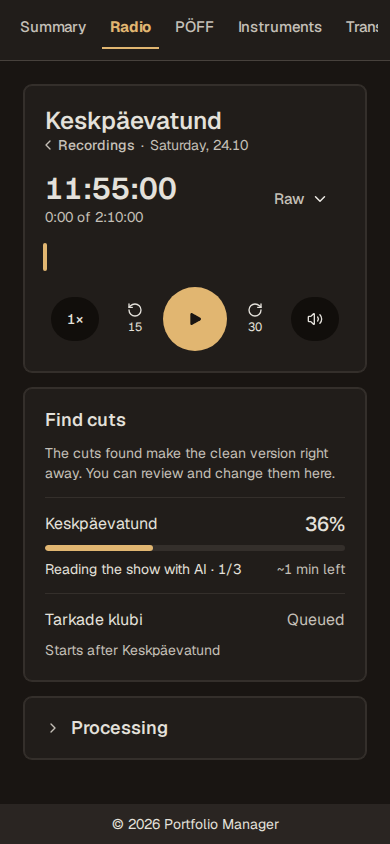 Summary Radio PÖFF Instruments Trans
Keskpäevatund
Recordings · Saturday, 24.10
11:55:00
0:00 of 2:10:00
Raw
1×
15
30
Find cuts
The cuts found make the clean version right
away. You can review and change them here.
Keskpäevatund 36%
Reading the show with AI · 1/3 ~1 min left
Tarkade klubi Queued
Starts after Keskpäevatund
Processing
© 2026 Portfolio Manager